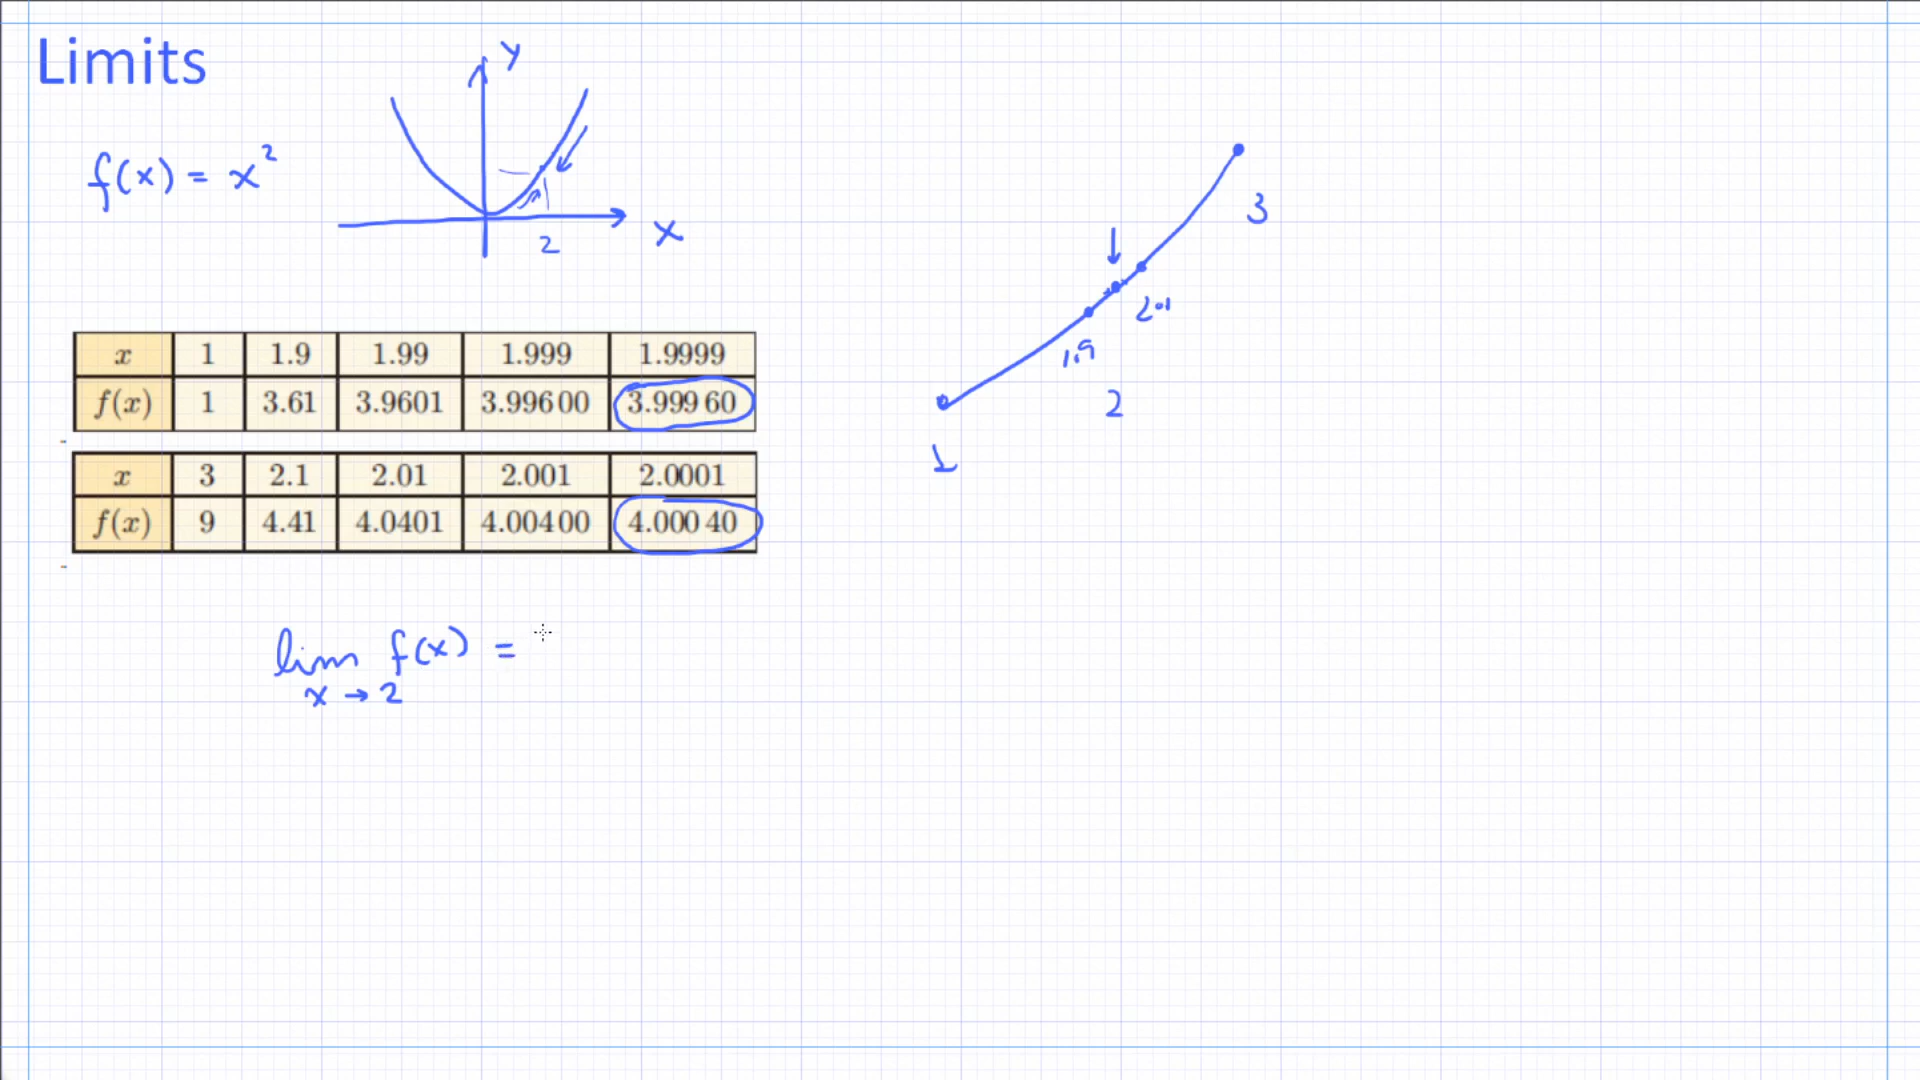 Limits
y
f(x) = x²
x
2
x 1 1.9 1.99 1.999 1.9999
f(x) 1 3.61 3.9601 3.99600 3.99960
x 3 2.1 2.01 2.001 2.0001
f(x) 9 4.41 4.0401 4.00400 4.00040
lim f(x) =
x → 2
3
2.1
1.9
2
1